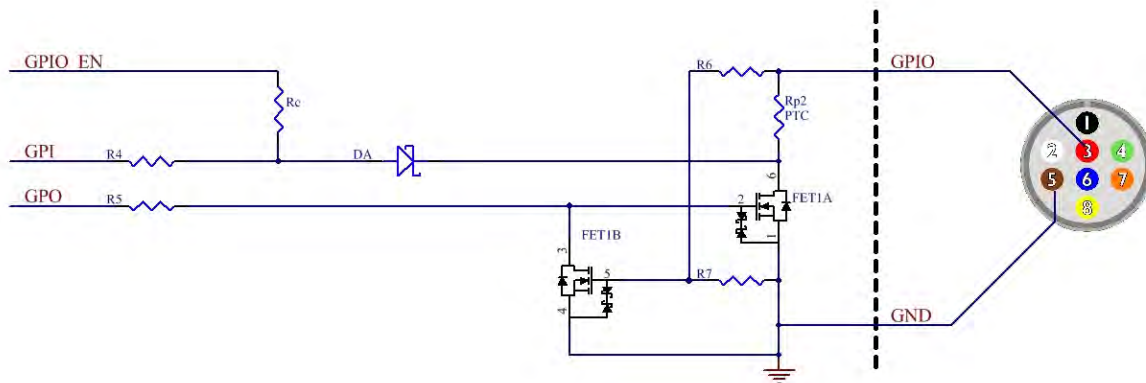 GPIO_EN
R6
GPIO
Rc
Rp2
PTC
1
GPI
R4
DA
2
3
4
GPO
R5
6
2
FET1A
5
6
7
1
8
FET1B
3
5
R7
4
GND